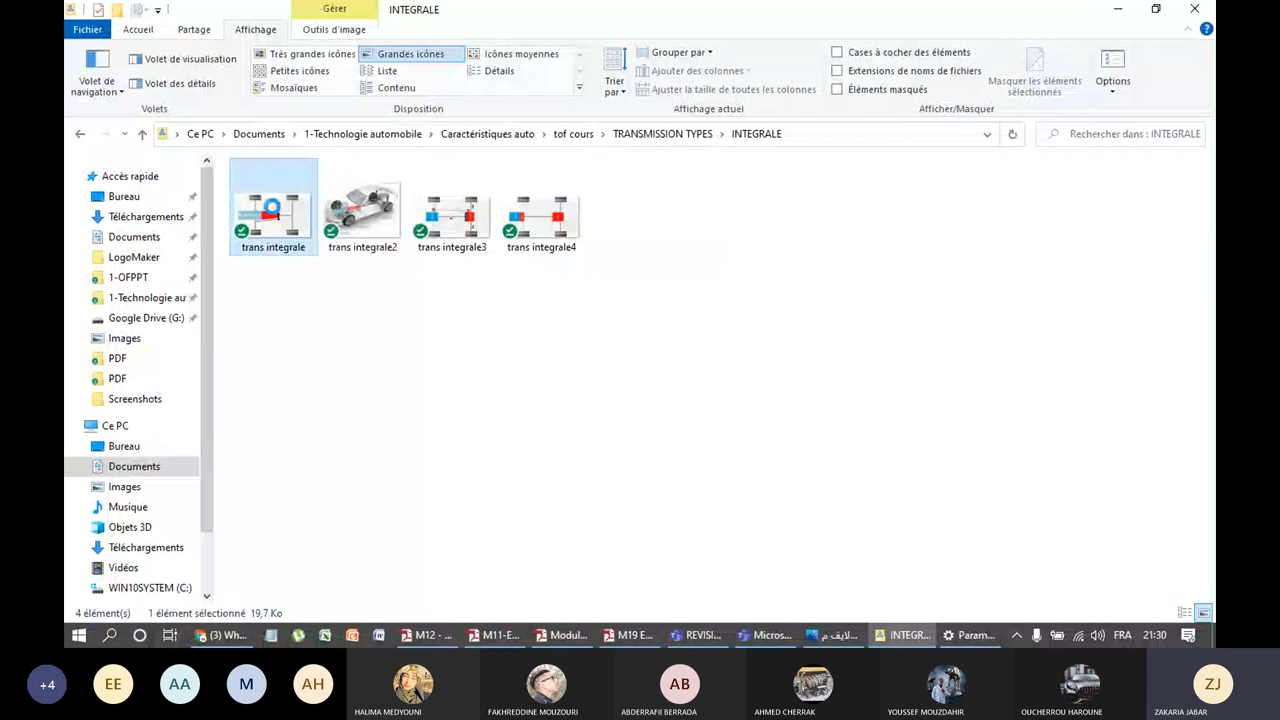 Gérer
INTEGRALE
Fichier
Accueil
Partage
Affichage
Outils d'image
Volet de navigation
Volet de visualisation
Volet des détails
Volets
Très grandes icônes
Grandes icônes
Icônes moyennes
Petites icônes
Liste
Détails
Mosaïques
Contenu
Disposition
Trier par
Grouper par
Ajouter des colonnes
Ajuster la taille de toutes les colonnes
Affichage actuel
Cases à cocher des éléments
Extensions de noms de fichiers
Éléments masqués
Masquer les éléments sélectionnés
Afficher/Masquer
Options
Ce PC > Documents > 1-Technologie automobile > Caractéristiques auto > tof cours > TRANSMISSION TYPES > INTEGRALE
Rechercher dans : INTEGRALE
Accès rapide
Bureau
Téléchargements
Documents
LogoMaker
1-OFPPT
1-Technologie au
Google Drive (G:)
Images
PDF
PDF
Screenshots
Ce PC
Bureau
Documents
Images
Musique
Objets 3D
Téléchargements
Vidéos
WIN10SYSTEM (C:)
trans integrale
trans integrale2
trans integrale3
trans integrale4
4 élément(s) 1 élément sélectionné 19,7 Ko
(3) Wh...
M12 - ...
M11-E...
Modul...
M19 E...
REVISI...
Micros...
لايف م...
INTEGR...
Param...
FR
21:30
+4
EE
AA
M
AH
HALIMA MEDYOUNI
FAKHREDDINE MOUZOURI
AB
ABDERRAFII BERRADA
AHMED CHERRAK
YOUSSEF MOUZDAHIR
OUCHERROU HAROUNE
ZJ
ZAKARIA JABAR